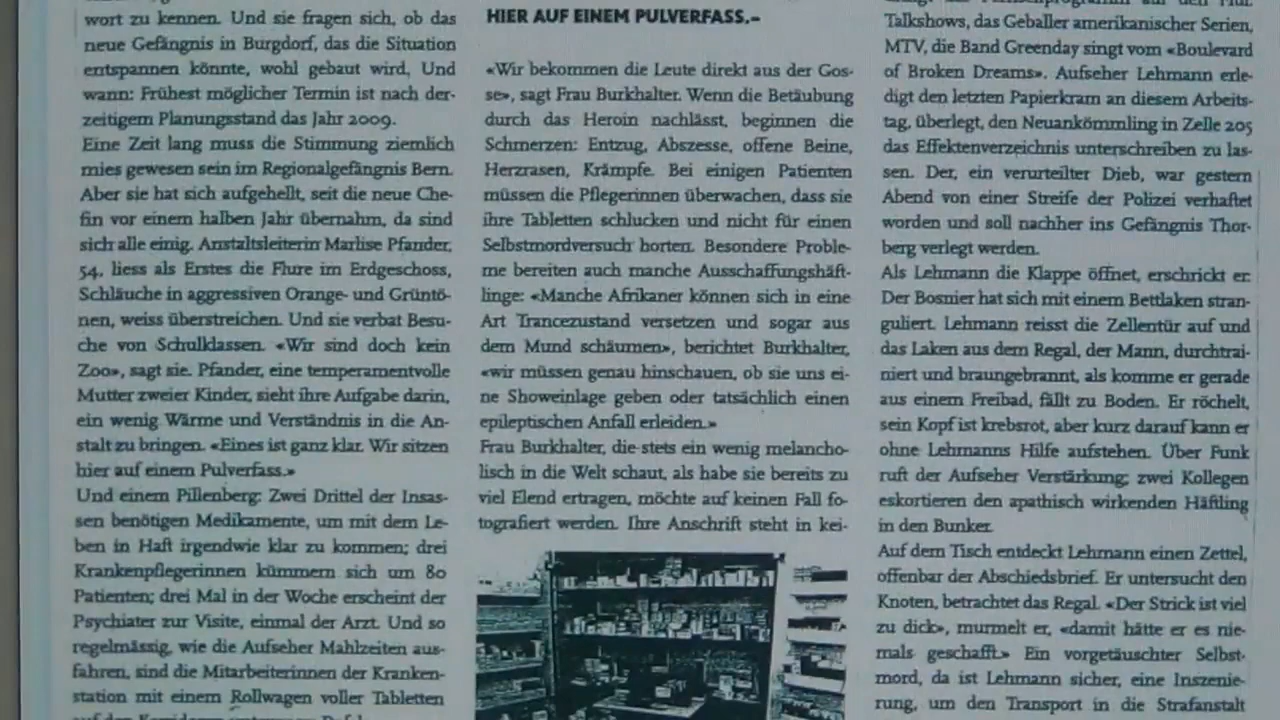 wort zu kennen. Und sie fragen sich, ob das
neue Gefängnis in Burgdorf, das die Situation
entspannen könnte, wohl gebaut wird, Und
wann: Frühest möglicher Termin ist nach der-
zeitigem Planungsstand das Jahr 2009.
Eine Zeit lang muss die Stimmung ziemlich
mies gewesen sein im Regionalgefängnis Bern.
Aber sie hat sich aufgehellt, seit die neue Che-
fin vor einem halben Jahr übernahm, da sind
sich alle einig. Anstaltsleiterin Marlise Pfander,
54, liess als Erstes die Flure im Erdgeschoss,
Schläuche in aggressiven Orange- und Grüntö-
nen, weiss überstreichen. Und sie verbat Besu-
che von Schulklassen. «Wir sind doch kein
Zoo», sagt sie. Pfander, eine temperamentvolle
Mutter zweier Kinder, sieht ihre Aufgabe darin,
ein wenig Wärme und Verständnis in die An-
stalt zu bringen. «Eines ist ganz klar. Wir sitzen
hier auf einem Pulverfass.»
Und einem Pillenberg: Zwei Drittel der Insas-
sen benötigen Medikamente, um mit dem Le-
ben in Haft irgendwie klar zu kommen; drei
Krankenpflegerinnen kümmern sich um 80
Patienten; drei Mal in der Woche erscheint der
Psychiater zur Visite, einmal der Arzt. Und so
regelmässig, wie die Aufseher Mahlzeiten aus-
fahren, sind die Mitarbeiterinnen der Kranken-
station mit einem Rollwagen voller Tabletten
HIER AUF EINEM PULVERFASS.–
«Wir bekommen die Leute direkt aus der Gos-
se», sagt Frau Burkhalter. Wenn die Betäubung
durch das Heroin nachlässt, beginnen die
Schmerzen: Entzug, Abszesse, offene Beine,
Herzrasen, Krämpfe. Bei einigen Patienten
müssen die Pflegerinnen überwachen, dass sie
ihre Tabletten schlucken und nicht für einen
Selbstmordversuch horten. Besondere Proble-
me bereiten auch manche Ausschaffungshäft-
linge: «Manche Afrikaner können sich in eine
Art Trancezustand versetzen und sogar aus
dem Mund schäumen», berichtet Burkhalter,
«wir müssen genau hinschauen, ob sie uns ei-
ne Showeinlage geben oder tatsächlich einen
epileptischen Anfall erleiden.»
Frau Burkhalter, die stets ein wenig melancho-
lisch in die Welt schaut, als habe sie bereits zu
viel Elend ertragen, möchte auf keinen Fall fo-
tografiert werden. Ihre Anschrift steht in kei-
Talkshows, das Geballer amerikanischer Serien,
MTV, die Band Greenday singt vom «Boulevard
of Broken Dreams». Aufseher Lehmann erle-
digt den letzten Papierkram an diesem Arbeits-
tag, überlegt, den Neuankömmling in Zelle 205
das Effektenverzeichnis unterschreiben zu las-
sen. Der, ein verurteilter Dieb, war gestern
Abend von einer Streife der Polizei verhaftet
worden und soll nachher ins Gefängnis Thor-
berg verlegt werden.
Als Lehmann die Klappe öffnet, erschrickt er:
Der Bosnier hat sich mit einem Bettlaken stran-
guliert. Lehmann reisst die Zellentür auf und
das Laken aus dem Regal, der Mann, durchtrai-
niert und braungebrannt, als komme er gerade
aus einem Freibad, fällt zu Boden. Er röchelt,
sein Kopf ist krebsrot, aber kurz darauf kann er
ohne Lehmanns Hilfe aufstehen. Über Funk
ruft der Aufseher Verstärkung; zwei Kollegen
eskortieren den apathisch wirkenden Häftling
in den Bunker.
Auf dem Tisch entdeckt Lehmann einen Zettel,
offenbar der Abschiedsbrief. Er untersucht den
Knoten, betrachtet das Regal. «Der Strick ist viel
zu dick», murmelt er, «damit hätte er es nie-
mals geschafft.» Ein vorgetäuschter Selbst-
mord, da ist Lehmann sicher, eine Inszenie-
rung, um den Transport in die Strafanstalt